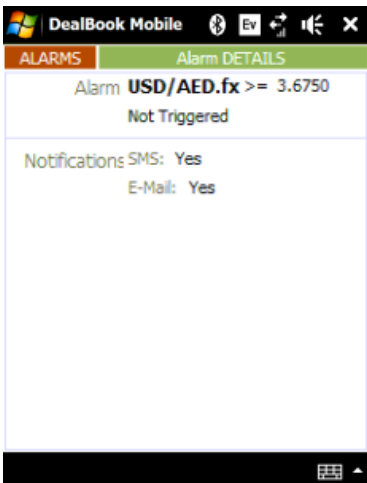 DealBook Mobile Ev
ALARMS Alarm DETAILS
Alarm USD/AED.fx >= 3.6750
Not Triggered
Notifications SMS: Yes
E-Mail: Yes